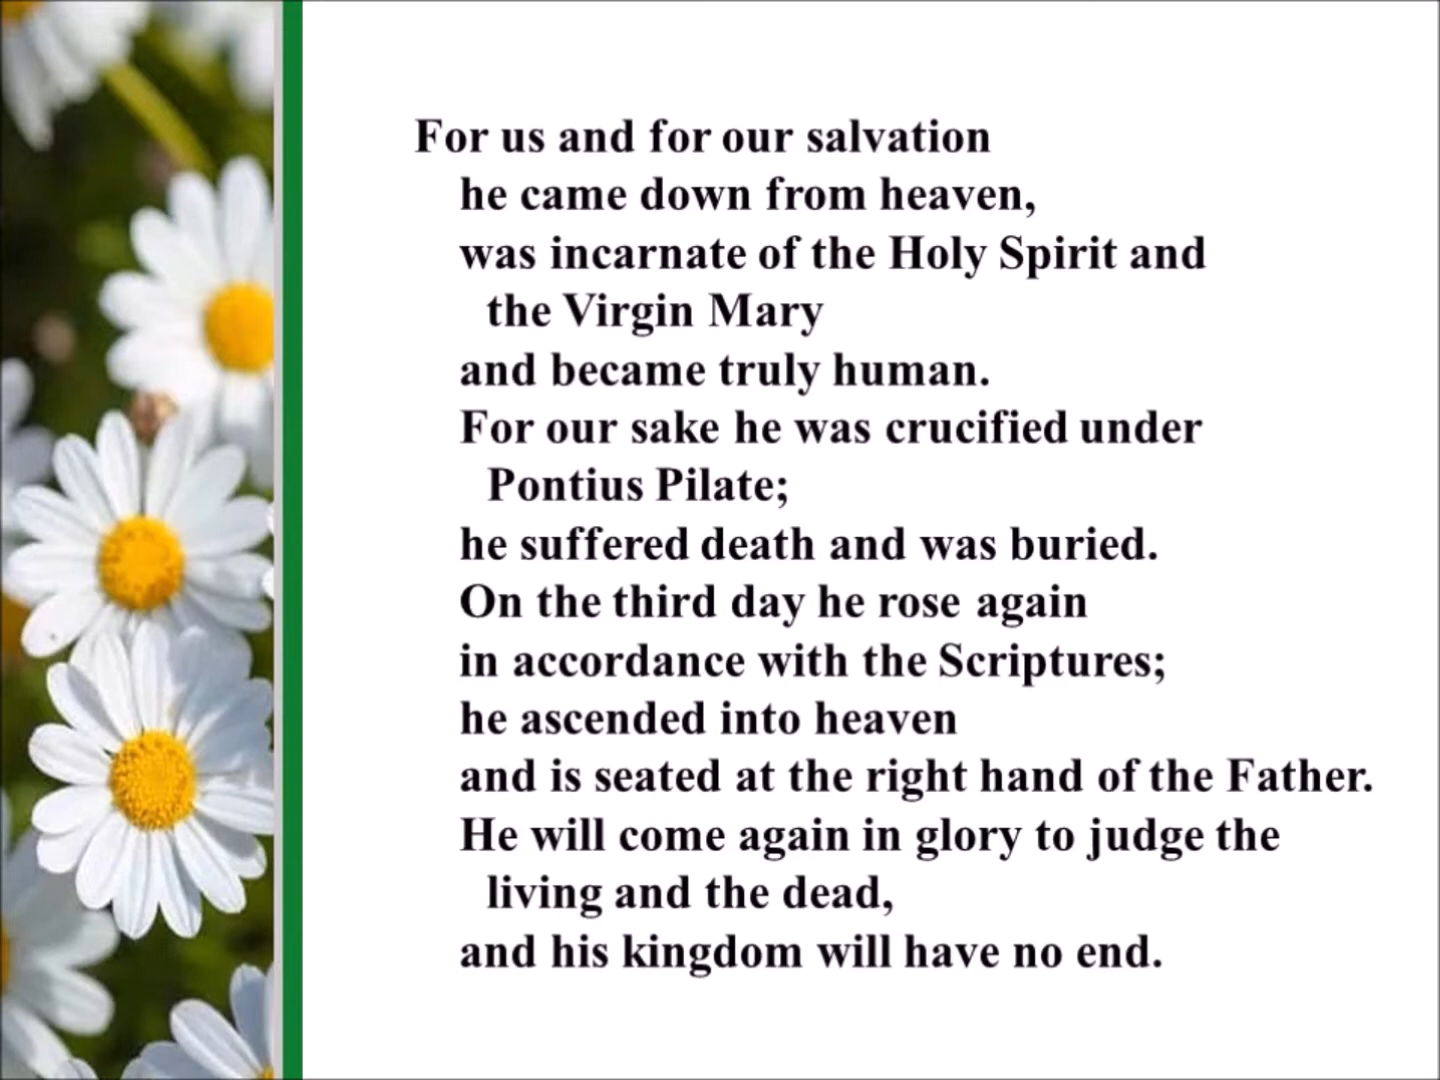 For us and for our salvation
he came down from heaven,
was incarnate of the Holy Spirit and
the Virgin Mary
and became truly human.
For our sake he was crucified under
Pontius Pilate;
he suffered death and was buried.
On the third day he rose again
in accordance with the Scriptures;
he ascended into heaven
and is seated at the right hand of the Father.
He will come again in glory to judge the
living and the dead,
and his kingdom will have no end.